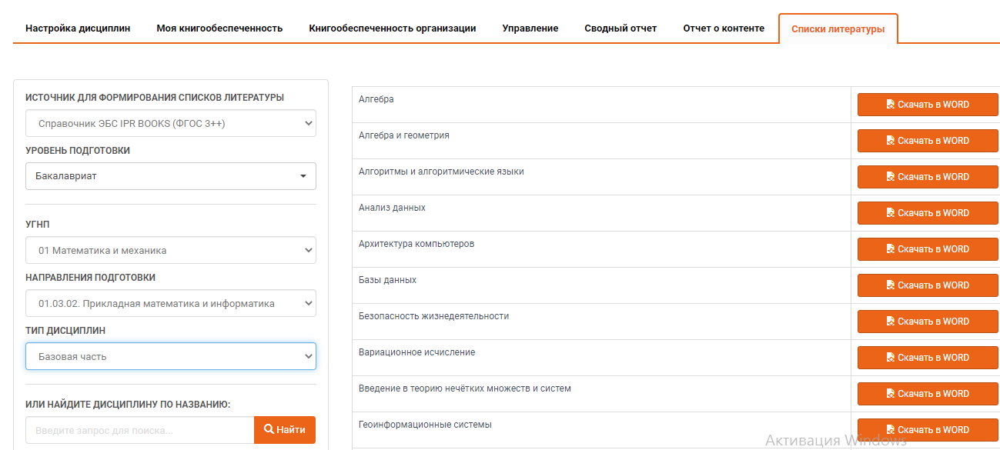 Настройка дисциплин Моя книгообеспеченность Книгообеспеченность организации Управление Сводный отчет Отчет о контенте Списки литературы
ИСТОЧНИК ДЛЯ ФОРМИРОВАНИЯ СПИСКОВ ЛИТЕРАТУРЫ
Справочник ЭБС IPR BOOKS (ФГОС 3++)
УРОВЕНЬ ПОДГОТОВКИ
Бакалавриат
УГНП
01 Математика и механика
НАПРАВЛЕНИЯ ПОДГОТОВКИ
01.03.02. Прикладная математика и информатика
ТИП ДИСЦИПЛИН
Базовая часть
ИЛИ НАЙДИТЕ ДИСЦИПЛИНУ ПО НАЗВАНИЮ:
Введите запрос для поиска... Найти
Алгебра Скачать в WORD
Алгебра и геометрия Скачать в WORD
Алгоритмы и алгоритмические языки Скачать в WORD
Анализ данных Скачать в WORD
Архитектура компьютеров Скачать в WORD
Базы данных Скачать в WORD
Безопасность жизнедеятельности Скачать в WORD
Вариационное исчисление Скачать в WORD
Введение в теорию нечётких множеств и систем Скачать в WORD
Геоинформационные системы Скачать в WORD
Активация Windows